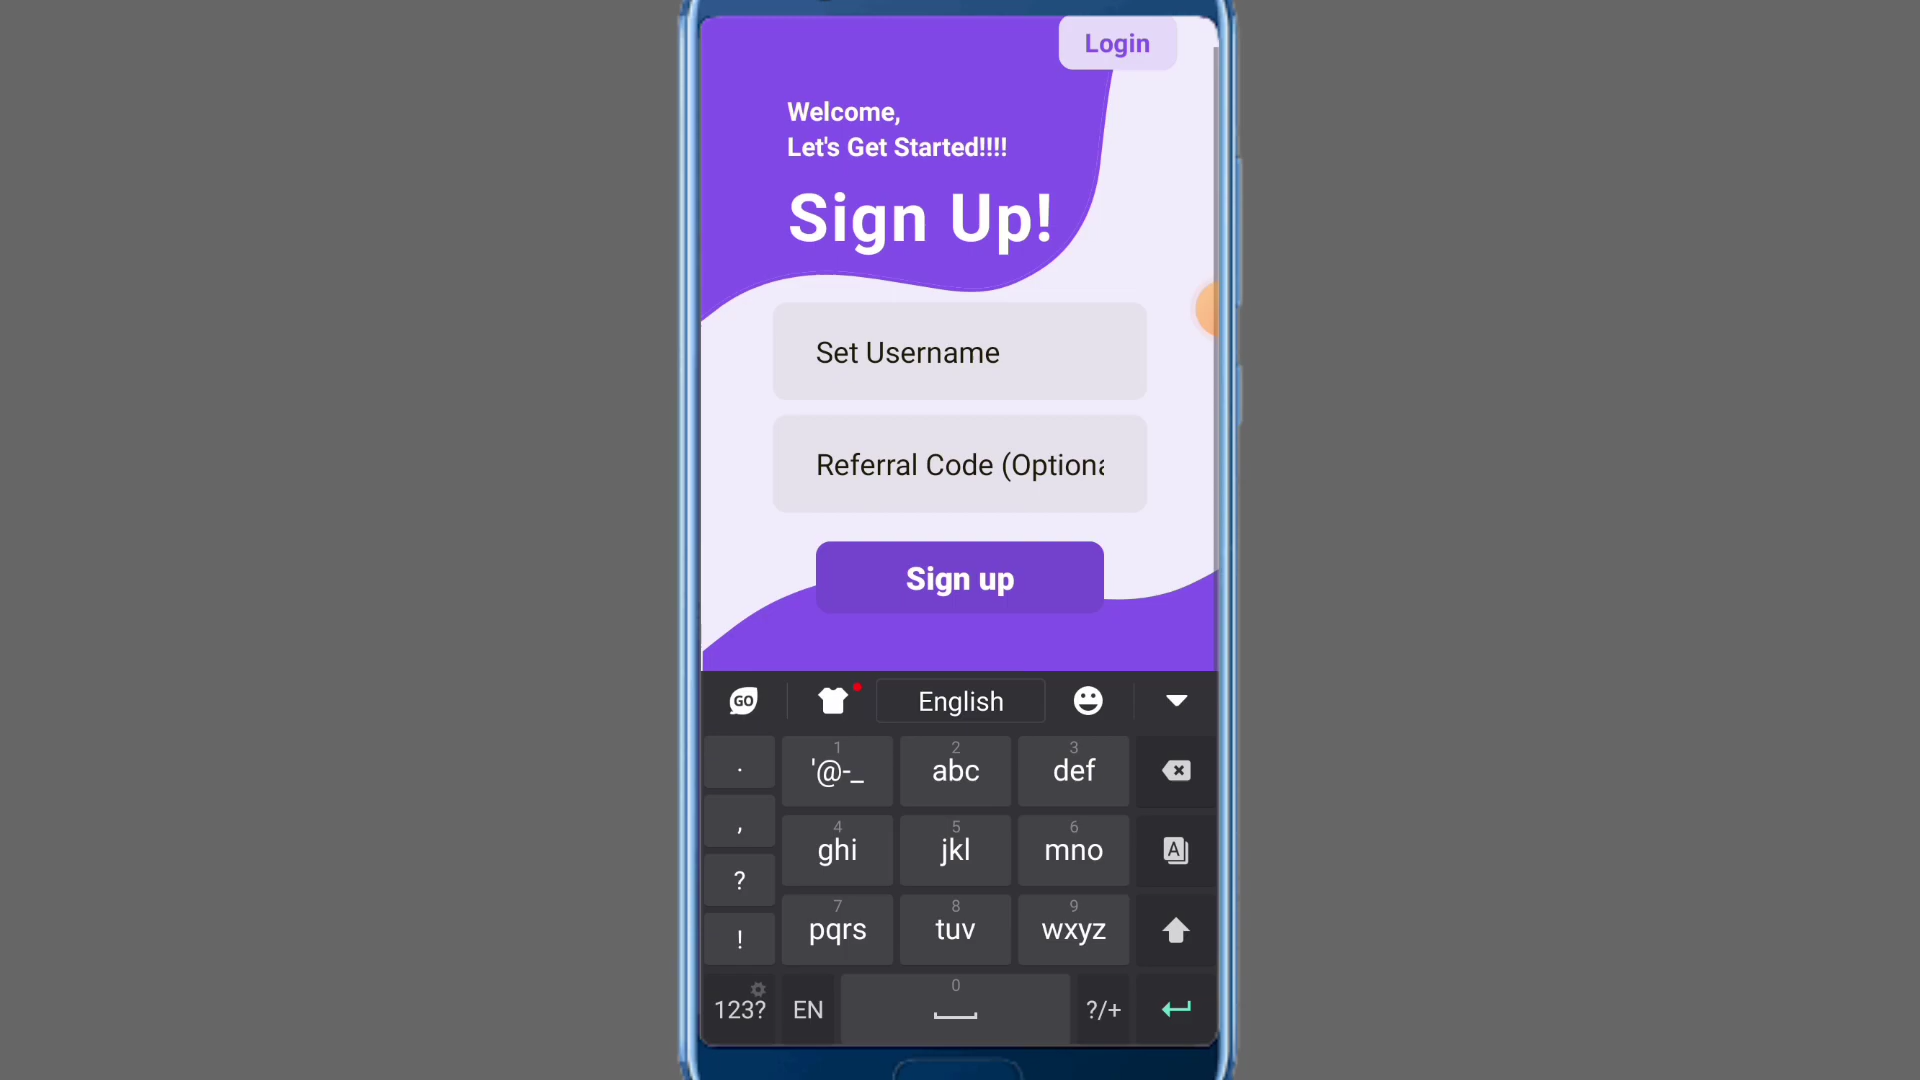 Login
Welcome,
Let's Get Started!!!!
Sign Up!
Set Username
Referral Code (Optiona
Sign up
GO English
. 1 '@-_ 2 abc 3 def
, 4 ghi 5 jkl 6 mno A
? 7 pqrs 8 tuv 9 wxyz
!
123? EN 0 ?/+